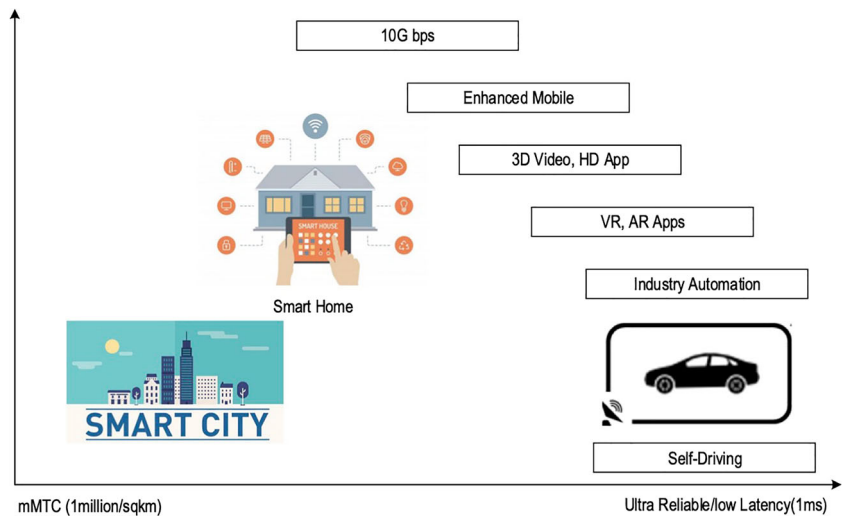 10G bps
Enhanced Mobile
3D Video, HD App
SMART HOUSE
VR, AR Apps
Industry Automation
Smart Home
SMART CITY
Self-Driving
mMTC (1million/sqkm)
Ultra Reliable/low Latency(1ms)